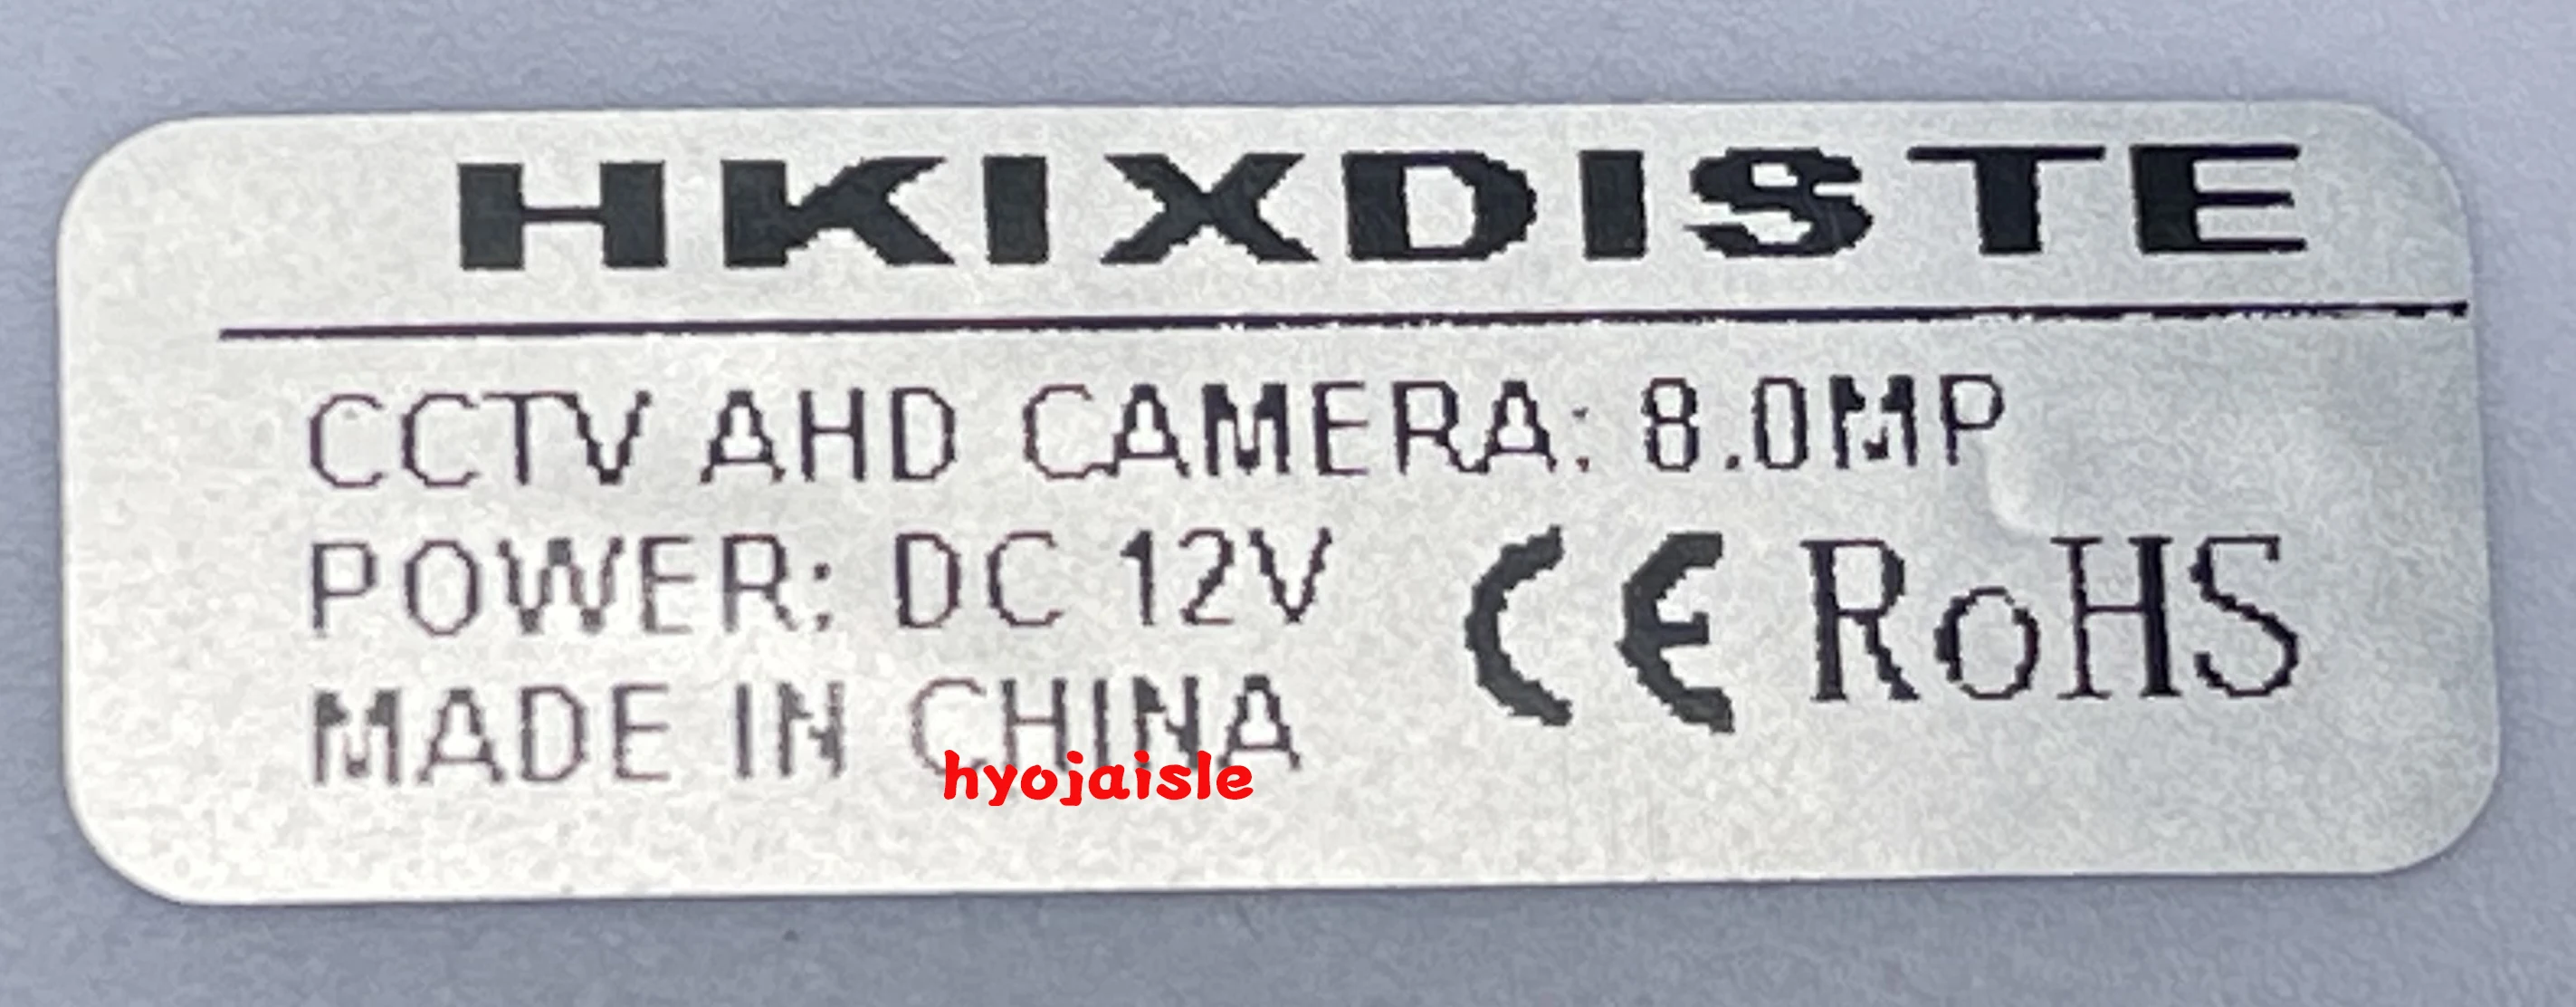 HKIXDISTE
CCTV AHD CAMERA: 8.0MP
POWER: DC 12V
CE RoHS
MADE IN CHINA
hyojaisle